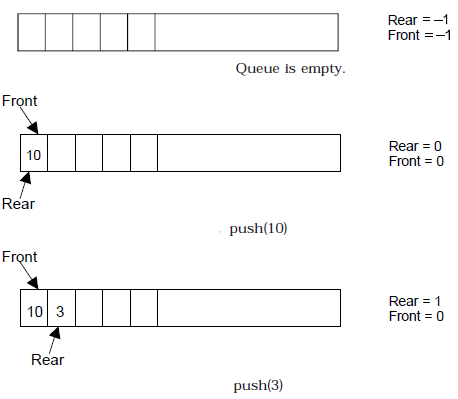 Rear = –1
Front = –1
Queue is empty.
Front
10
Rear = 0
Front = 0
Rear
push(10)
Front
10 3
Rear = 1
Front = 0
Rear
push(3)